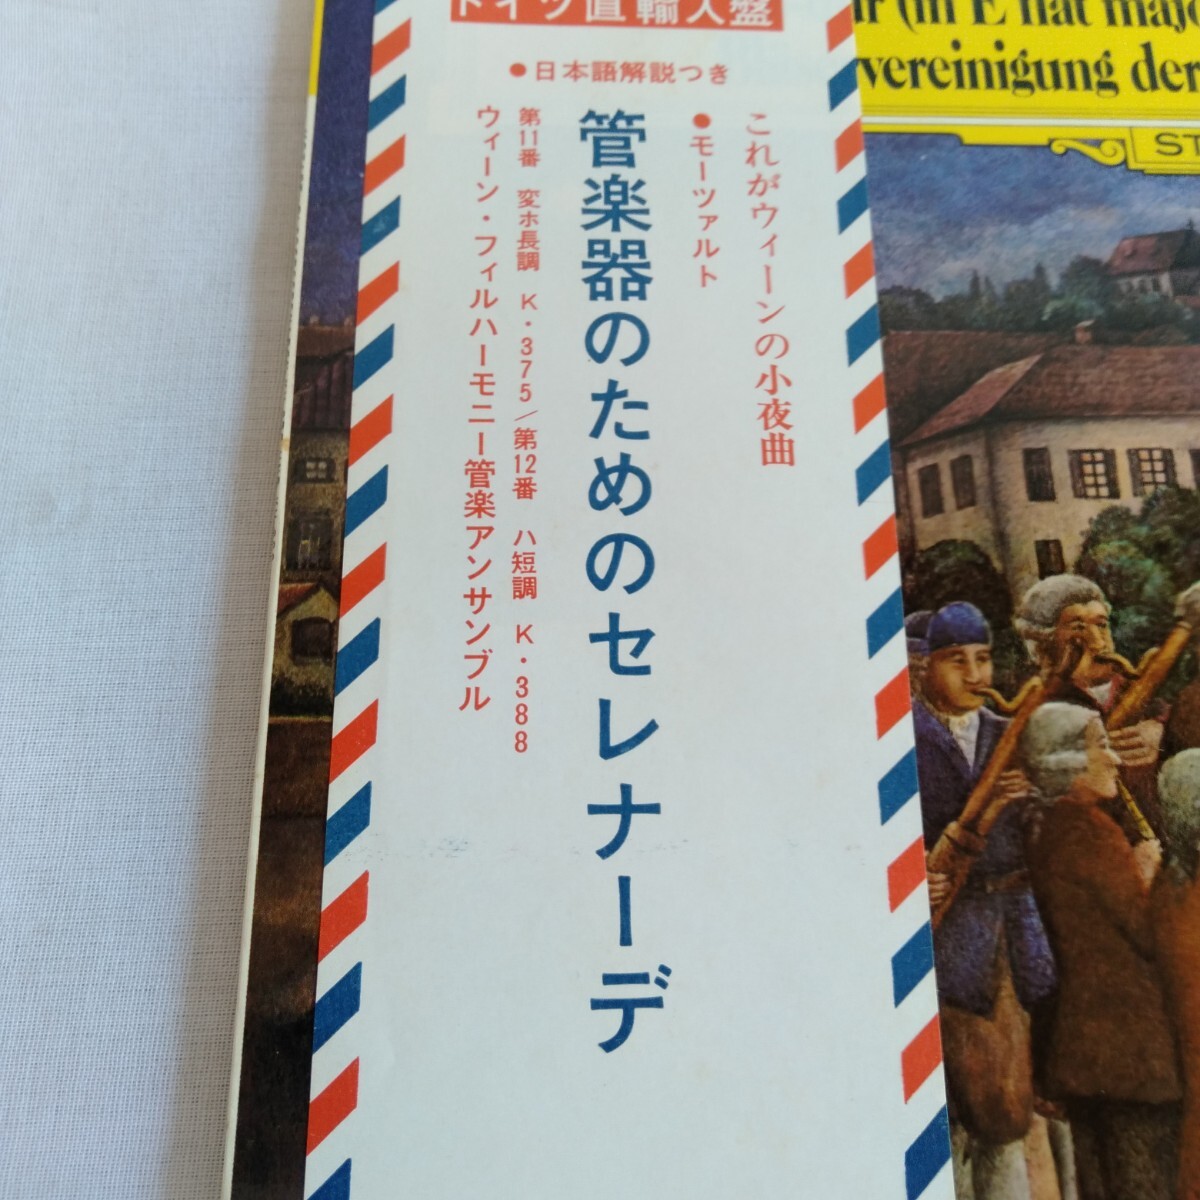 ドイツ直輸入盤
●日本語解説つき
これがウィーンの小夜曲
●モーツァルト
管楽器のためのセレナーデ
第11番 変ホ長調 K・375/第12番 ハ短調 K・388
ウィーン・フィルハーモニー管楽アンサンブル
(in E flat
vereinigung der
ST